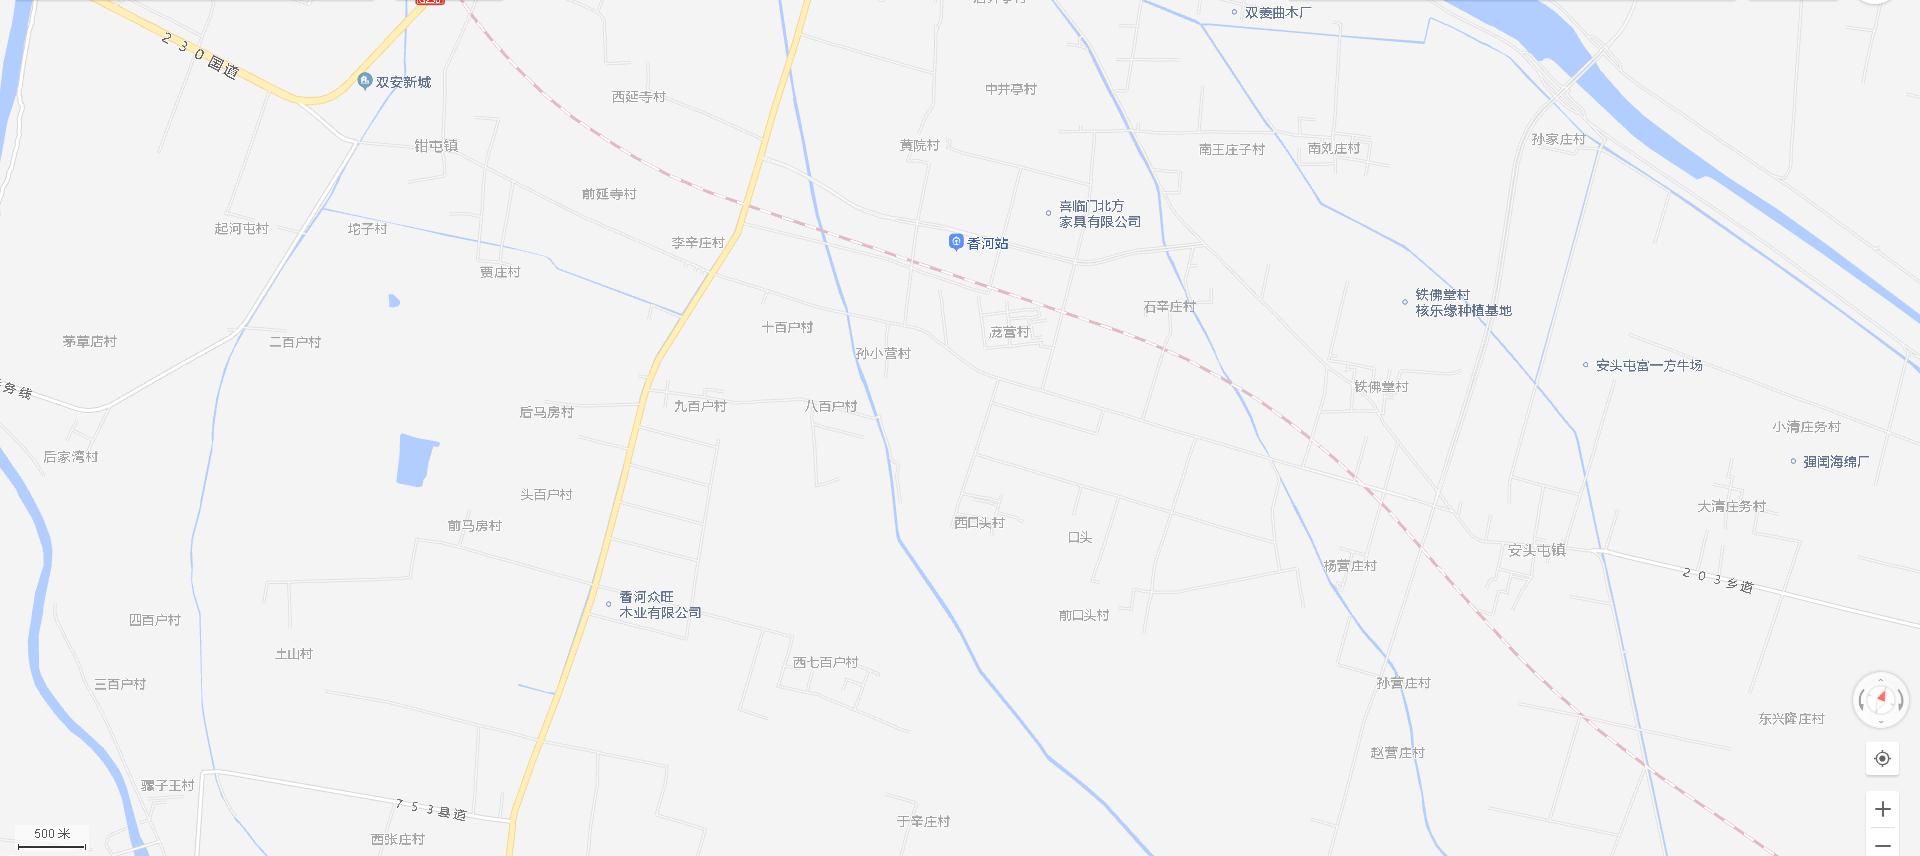 双菱曲木厂
230国道
双安新城
西延寺村
中井亭村
钳屯镇
黄院村
南王庄子村
南刘庄村
孙家庄村
前延寺村
喜临门北方
家具有限公司
起河屯村
坨子村
李辛庄村
香河站
贾庄村
铁佛堂村
核乐缘种植基地
石辛庄村
茅草店村
二百户村
十百户村
孙小营村
庞营村
安头屯富一方牛场
务线
铁佛堂村
后马房村
九百户村
八百户村
小清庄务村
后家湾村
强闺海绵厂
头百户村
前马房村
西口头村
口头
大清庄务村
安头屯镇
杨营庄村
203乡道
香河众旺
木业有限公司
四百户村
前口头村
土山村
西七百户村
三百户村
孙营庄村
东兴隆庄村
赵营庄村
骡子王村
753县道
于辛庄村
西张庄村
500 米